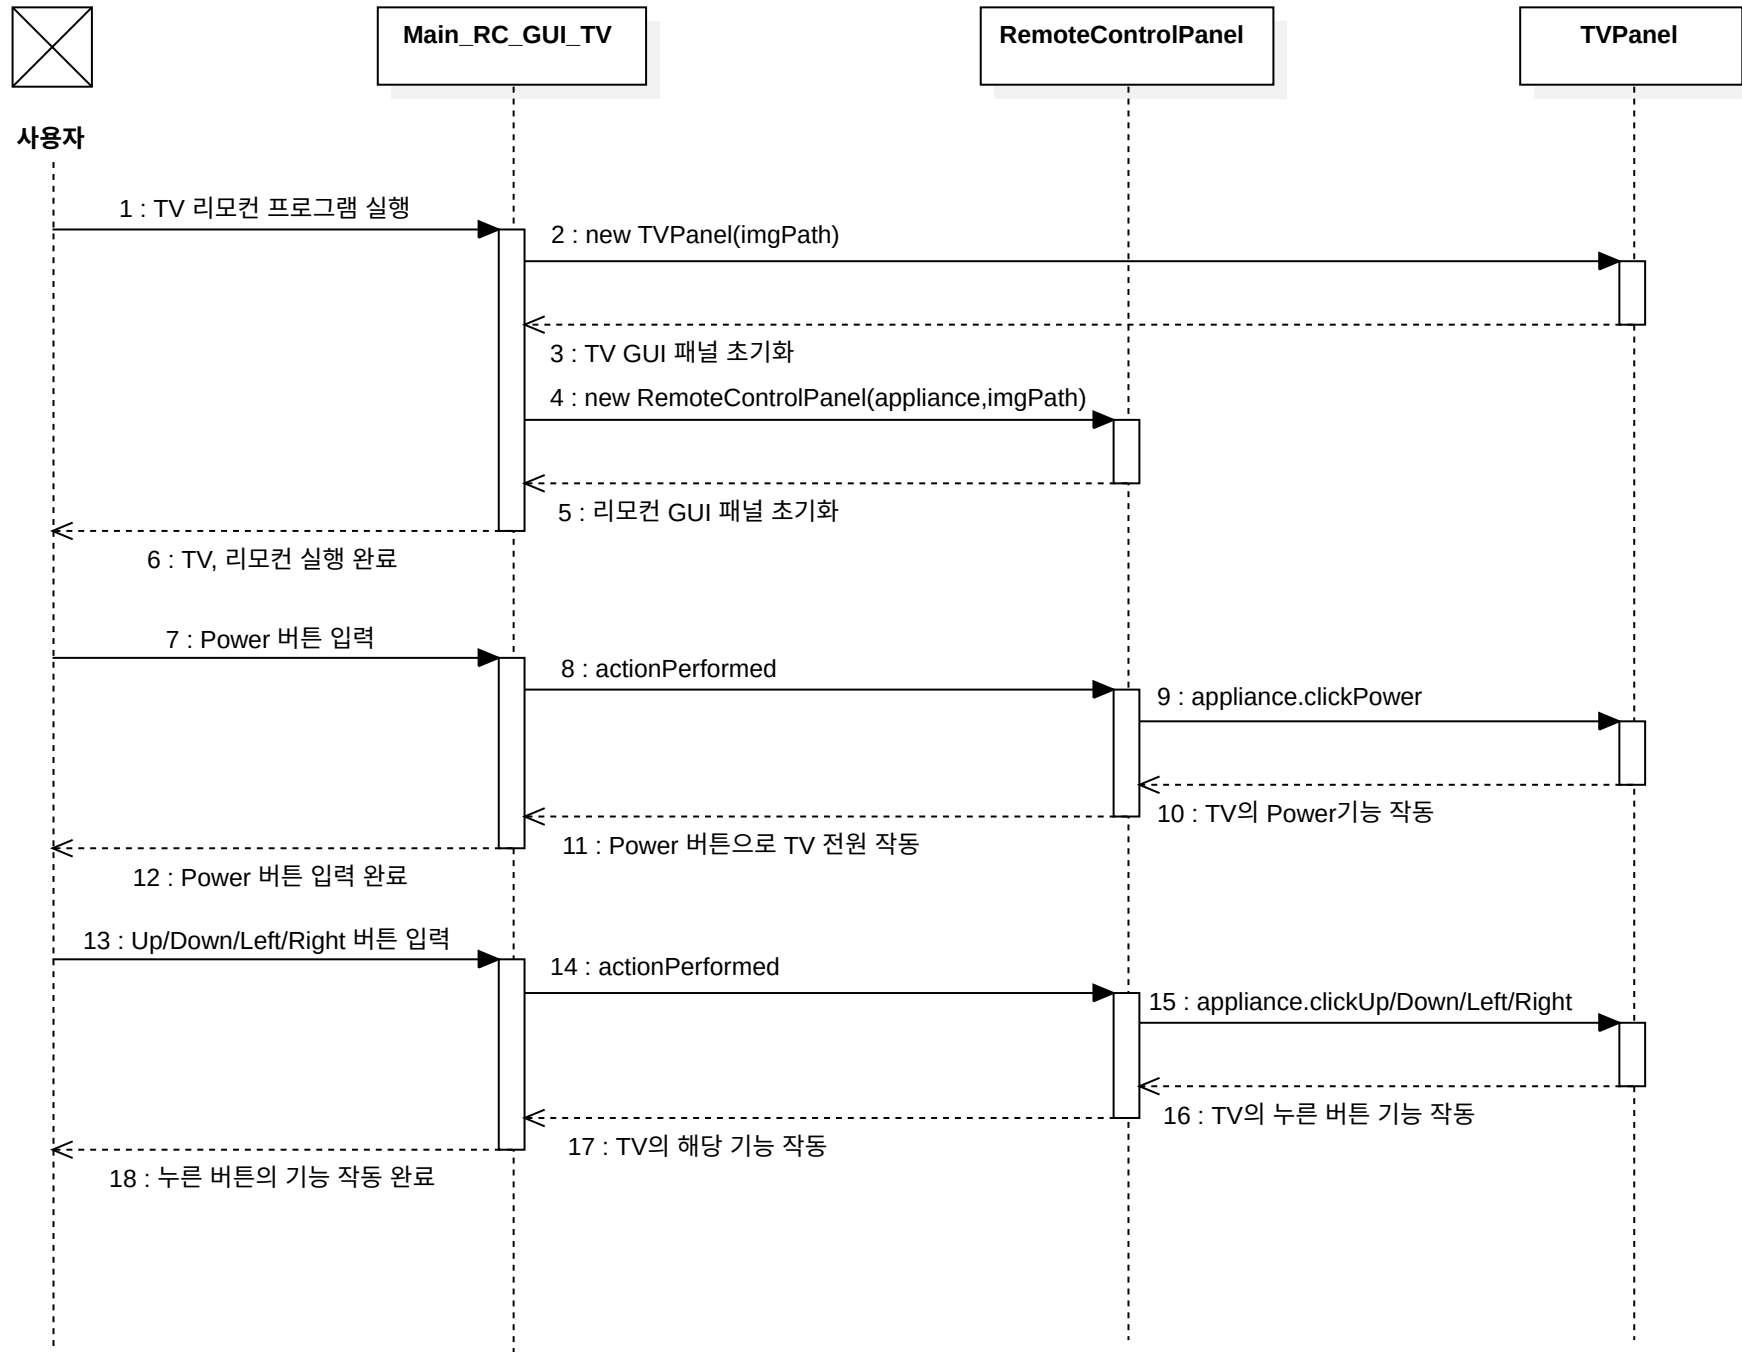 Main_RC_GUI_TV
RemoteControlPanel
TVPanel
사용자
1 : TV 리모컨 프로그램 실행
2 : new TVPanel(imgPath)
3 : TV GUI 패널 초기화
4 : new RemoteControlPanel(appliance,imgPath)
5 : 리모컨 GUI 패널 초기화
6 : TV, 리모컨 실행 완료
7 : Power 버튼 입력
8 : actionPerformed
9 : appliance.clickPower
10 : TV의 Power기능 작동
11 : Power 버튼으로 TV 전원 작동
12 : Power 버튼 입력 완료
13 : Up/Down/Left/Right 버튼 입력
14 : actionPerformed
15 : appliance.clickUp/Down/Left/Right
16 : TV의 누른 버튼 기능 작동
17 : TV의 해당 기능 작동
18 : 누른 버튼의 기능 작동 완료